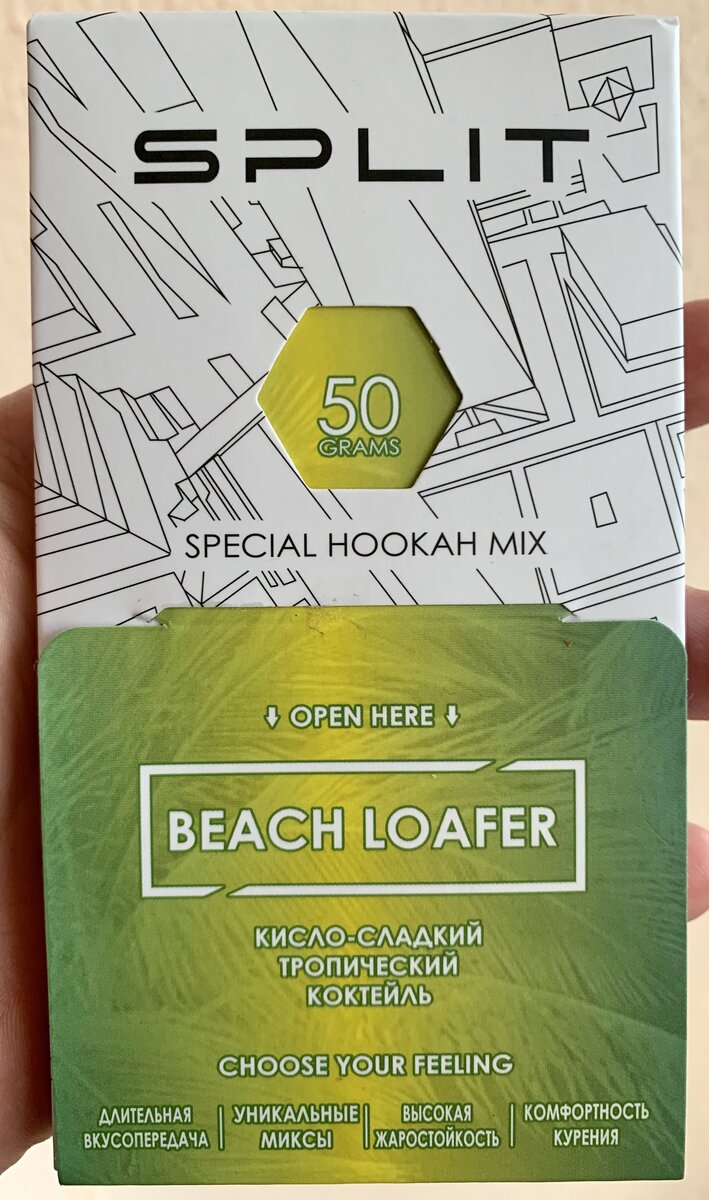 SPLIT
50
GRAMS
SPECIAL HOOKAH MIX
⬇ OPEN HERE ⬇
BEACH LOAFER
КИСЛО-СЛАДКИЙ
ТРОПИЧЕСКИЙ
КОКТЕЙЛЬ
CHOOSE YOUR FEELING
ДЛИТЕЛЬНАЯ
ВКУСОПЕРЕДАЧА
УНИКАЛЬНЫЕ
МИКСЫ
ВЫСОКАЯ
ЖАРОСТОЙКОСТЬ
КОМФОРТНОСТЬ
КУРЕНИЯ